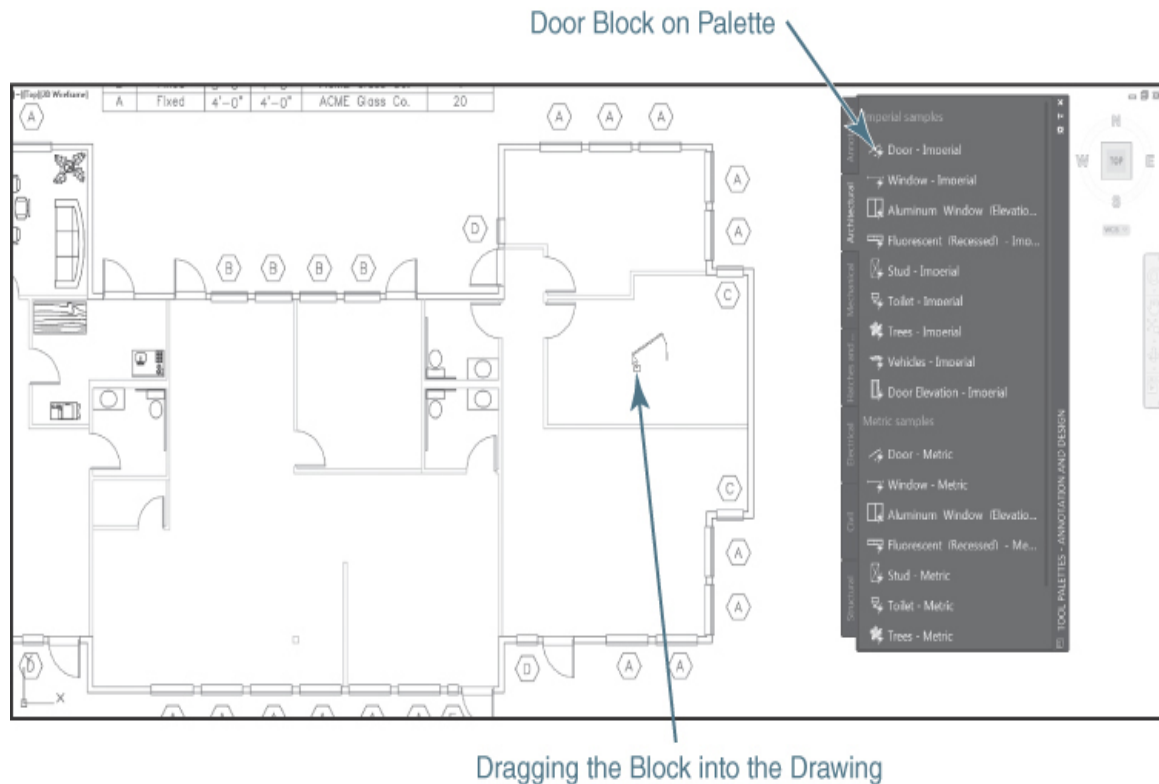 Door Block on Palette
[-][Top][2D Wireframe]
A Fixed 4'-0" 4'-0" ACME Glass Co. 20
A
A A A
A
A
D
B B B B
C
C
A
A
D
D
A A
X
Imperial samples
Door - Imperial
Window - Imperial
Aluminum Window (Elevatio...
Fluorescent (Recessed) - Imp...
Stud - Imperial
Toilet - Imperial
Trees - Imperial
Vehicles - Imperial
Door Elevation - Imperial
Metric samples
Door - Metric
Window - Metric
Aluminum Window (Elevatio...
Fluorescent (Recessed) - Me...
Stud - Metric
Toilet - Metric
Trees - Metric
Architectural
Mechanical
Electrical
Civil
Structural
TOOL PALETTES - ANNOTATION AND DESIGN
N
W TOP E
S
Dragging the Block into the Drawing